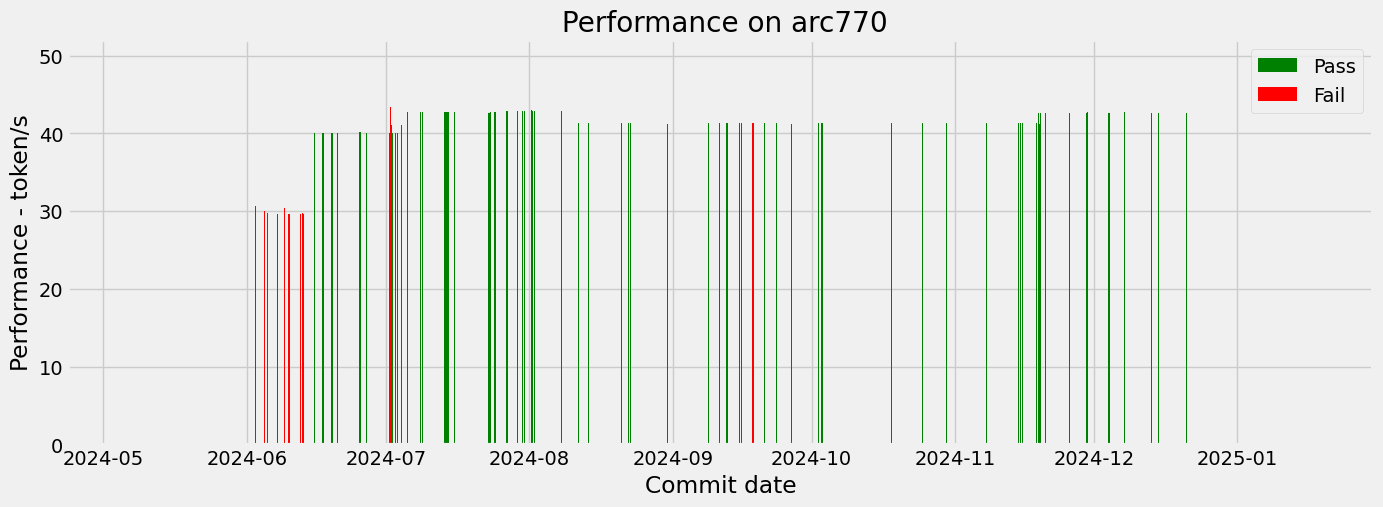 Performance on arc770
Performance - token/s
50
40
30
20
10
0
Pass
Fail
2024-05 2024-06 2024-07 2024-08 2024-09 2024-10 2024-11 2024-12 2025-01
Commit date